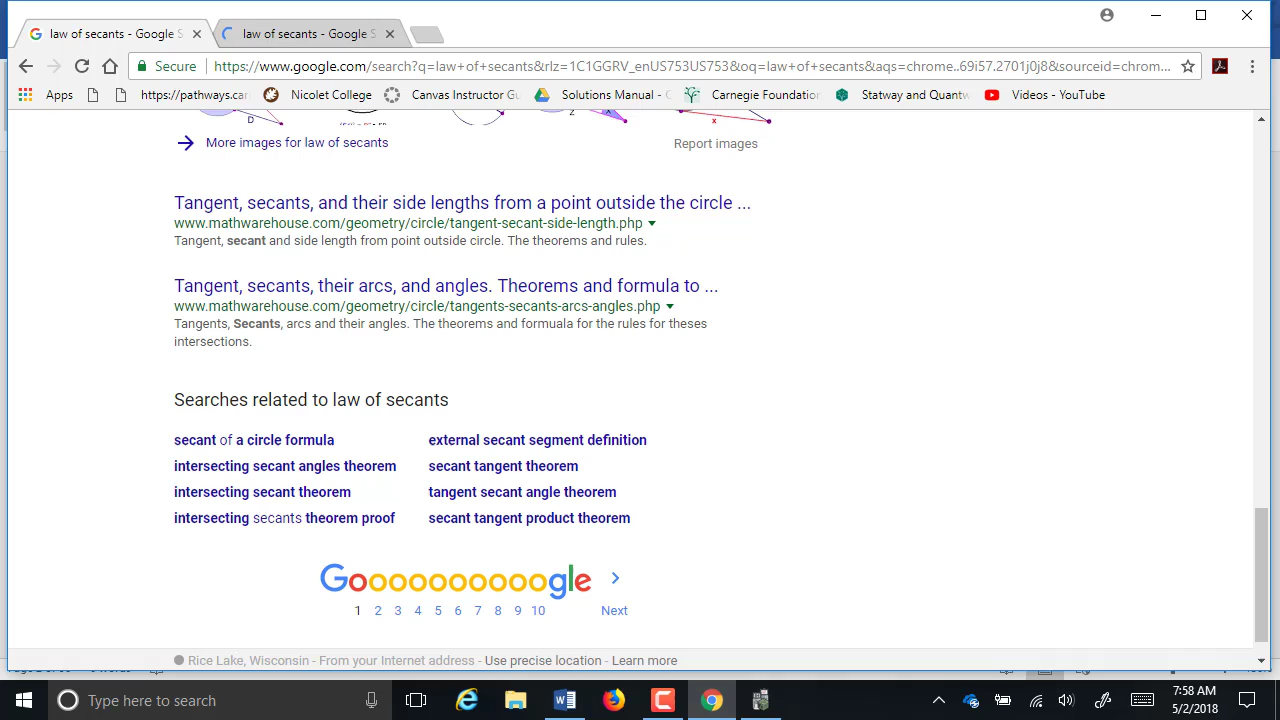 law of secants - Google S
law of secants - Google S
Secure https://www.google.com/search?q=law+of+secants&rlz=1C1GGRV_enUS753US753&oq=law+of+secants&aqs=chrome..69i57.2701j0j8&sourceid=chrom...
Apps https://pathways.car Nicolet College Canvas Instructor Gu Solutions Manual - C Carnegie Foundation Statway and Quantw Videos - YouTube
D Z x
More images for law of secants Report images
Tangent, secants, and their side lengths from a point outside the circle ...
www.mathwarehouse.com/geometry/circle/tangent-secant-side-length.php
Tangent, secant and side length from point outside circle. The theorems and rules.
Tangent, secants, their arcs, and angles. Theorems and formula to ...
www.mathwarehouse.com/geometry/circle/tangents-secants-arcs-angles.php
Tangents, Secants, arcs and their angles. The theorems and formuala for the rules for theses
intersections.
Searches related to law of secants
secant of a circle formula external secant segment definition
intersecting secant angles theorem secant tangent theorem
intersecting secant theorem tangent secant angle theorem
intersecting secants theorem proof secant tangent product theorem
Goooooooooogle
1 2 3 4 5 6 7 8 9 10 Next
Rice Lake, Wisconsin - From your Internet address - Use precise location - Learn more
Type here to search
7:58 AM
5/2/2018